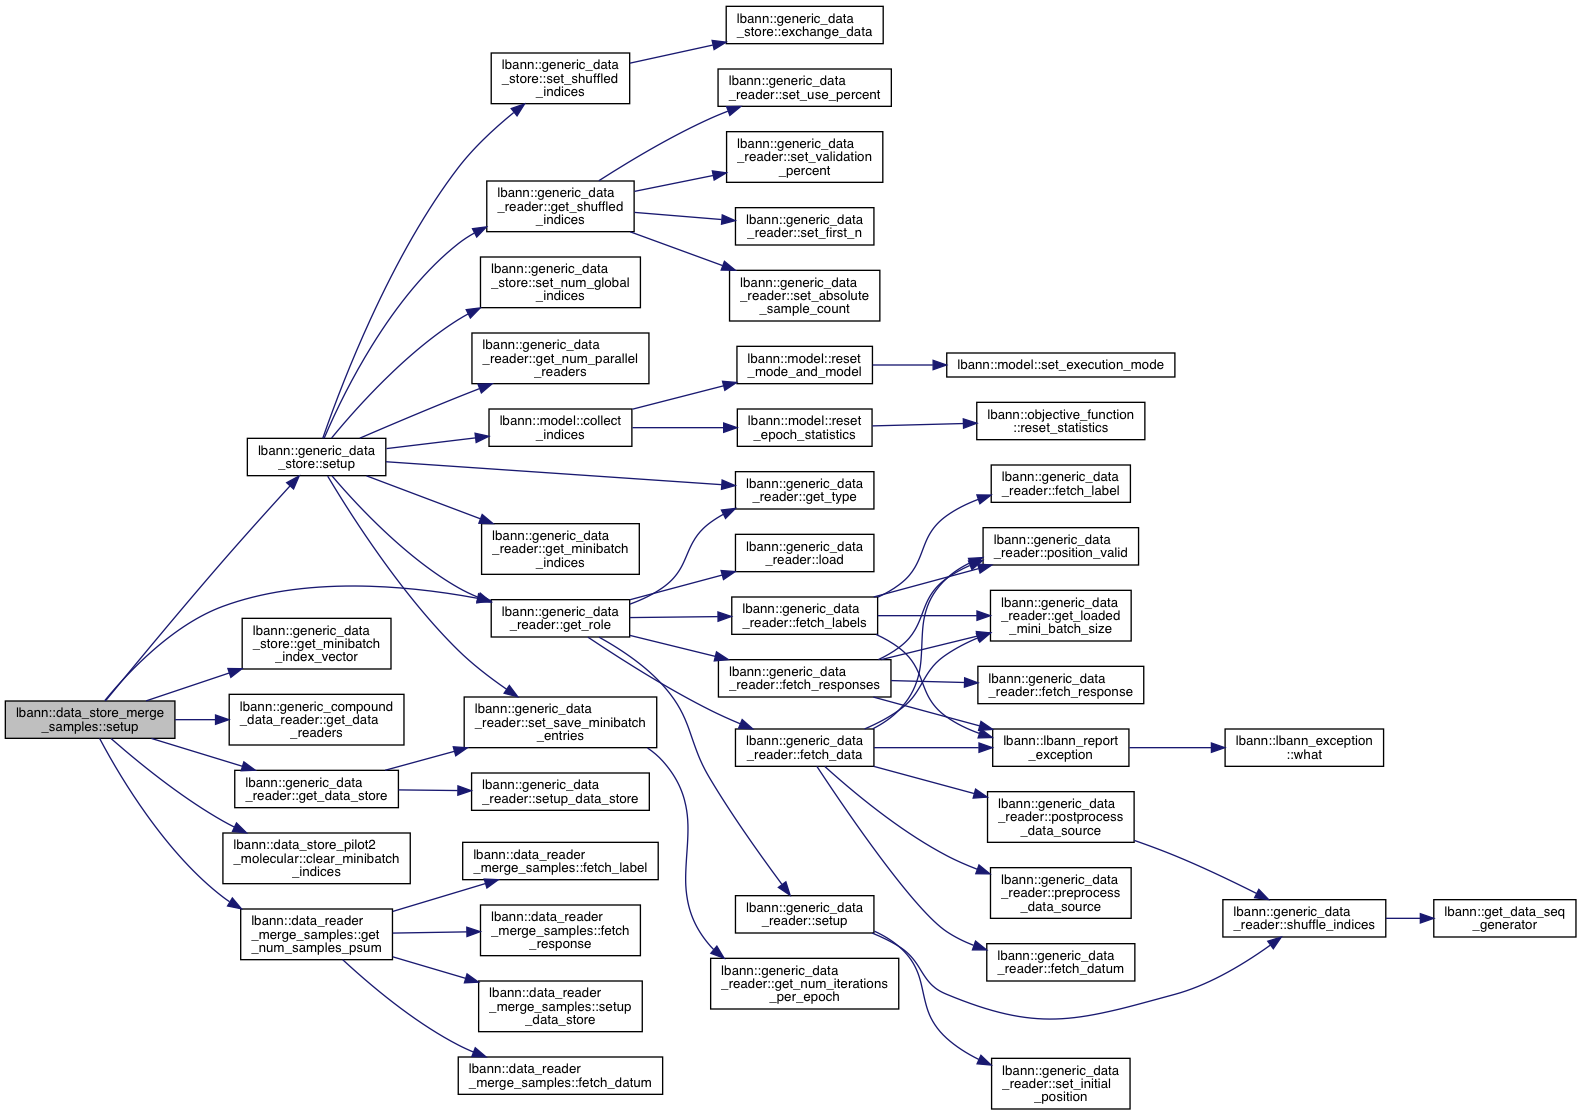 lbann::data_store_merge
_samples::setup
lbann::generic_data
_store::setup
lbann::generic_data
_store::get_minibatch
_index_vector
lbann::generic_compound
_data_reader::get_data
_readers
lbann::generic_data
_reader::get_data_store
lbann::data_store_pilot2
_molecular::clear_minibatch
_indices
lbann::data_reader
_merge_samples::get
_num_samples_psum
lbann::generic_data
_store::set_shuffled
_indices
lbann::generic_data
_reader::get_shuffled
_indices
lbann::generic_data
_store::set_num_global
_indices
lbann::generic_data
_reader::get_num_parallel
_readers
lbann::model::collect
_indices
lbann::generic_data
_reader::get_minibatch
_indices
lbann::generic_data
_reader::get_role
lbann::generic_data
_reader::set_save_minibatch
_entries
lbann::generic_data
_reader::setup_data_store
lbann::data_reader
_merge_samples::fetch_label
lbann::data_reader
_merge_samples::fetch
_response
lbann::data_reader
_merge_samples::setup
_data_store
lbann::data_reader
_merge_samples::fetch_datum
lbann::generic_data
_store::exchange_data
lbann::generic_data
_reader::set_use_percent
lbann::generic_data
_reader::set_validation
_percent
lbann::generic_data
_reader::set_first_n
lbann::generic_data
_reader::set_absolute
_sample_count
lbann::model::reset
_mode_and_model
lbann::model::reset
_epoch_statistics
lbann::generic_data
_reader::get_type
lbann::generic_data
_reader::load
lbann::generic_data
_reader::fetch_labels
lbann::generic_data
_reader::fetch_responses
lbann::generic_data
_reader::fetch_data
lbann::generic_data
_reader::setup
lbann::generic_data
_reader::get_num_iterations
_per_epoch
lbann::model::set_execution_mode
lbann::objective_function
::reset_statistics
lbann::generic_data
_reader::fetch_label
lbann::generic_data
_reader::position_valid
lbann::generic_data
_reader::get_loaded
_mini_batch_size
lbann::generic_data
_reader::fetch_response
lbann::lbann_report
_exception
lbann::generic_data
_reader::postprocess
_data_source
lbann::generic_data
_reader::preprocess
_data_source
lbann::generic_data
_reader::fetch_datum
lbann::generic_data
_reader::set_initial
_position
lbann::lbann_exception
::what
lbann::generic_data
_reader::shuffle_indices
lbann::get_data_seq
_generator